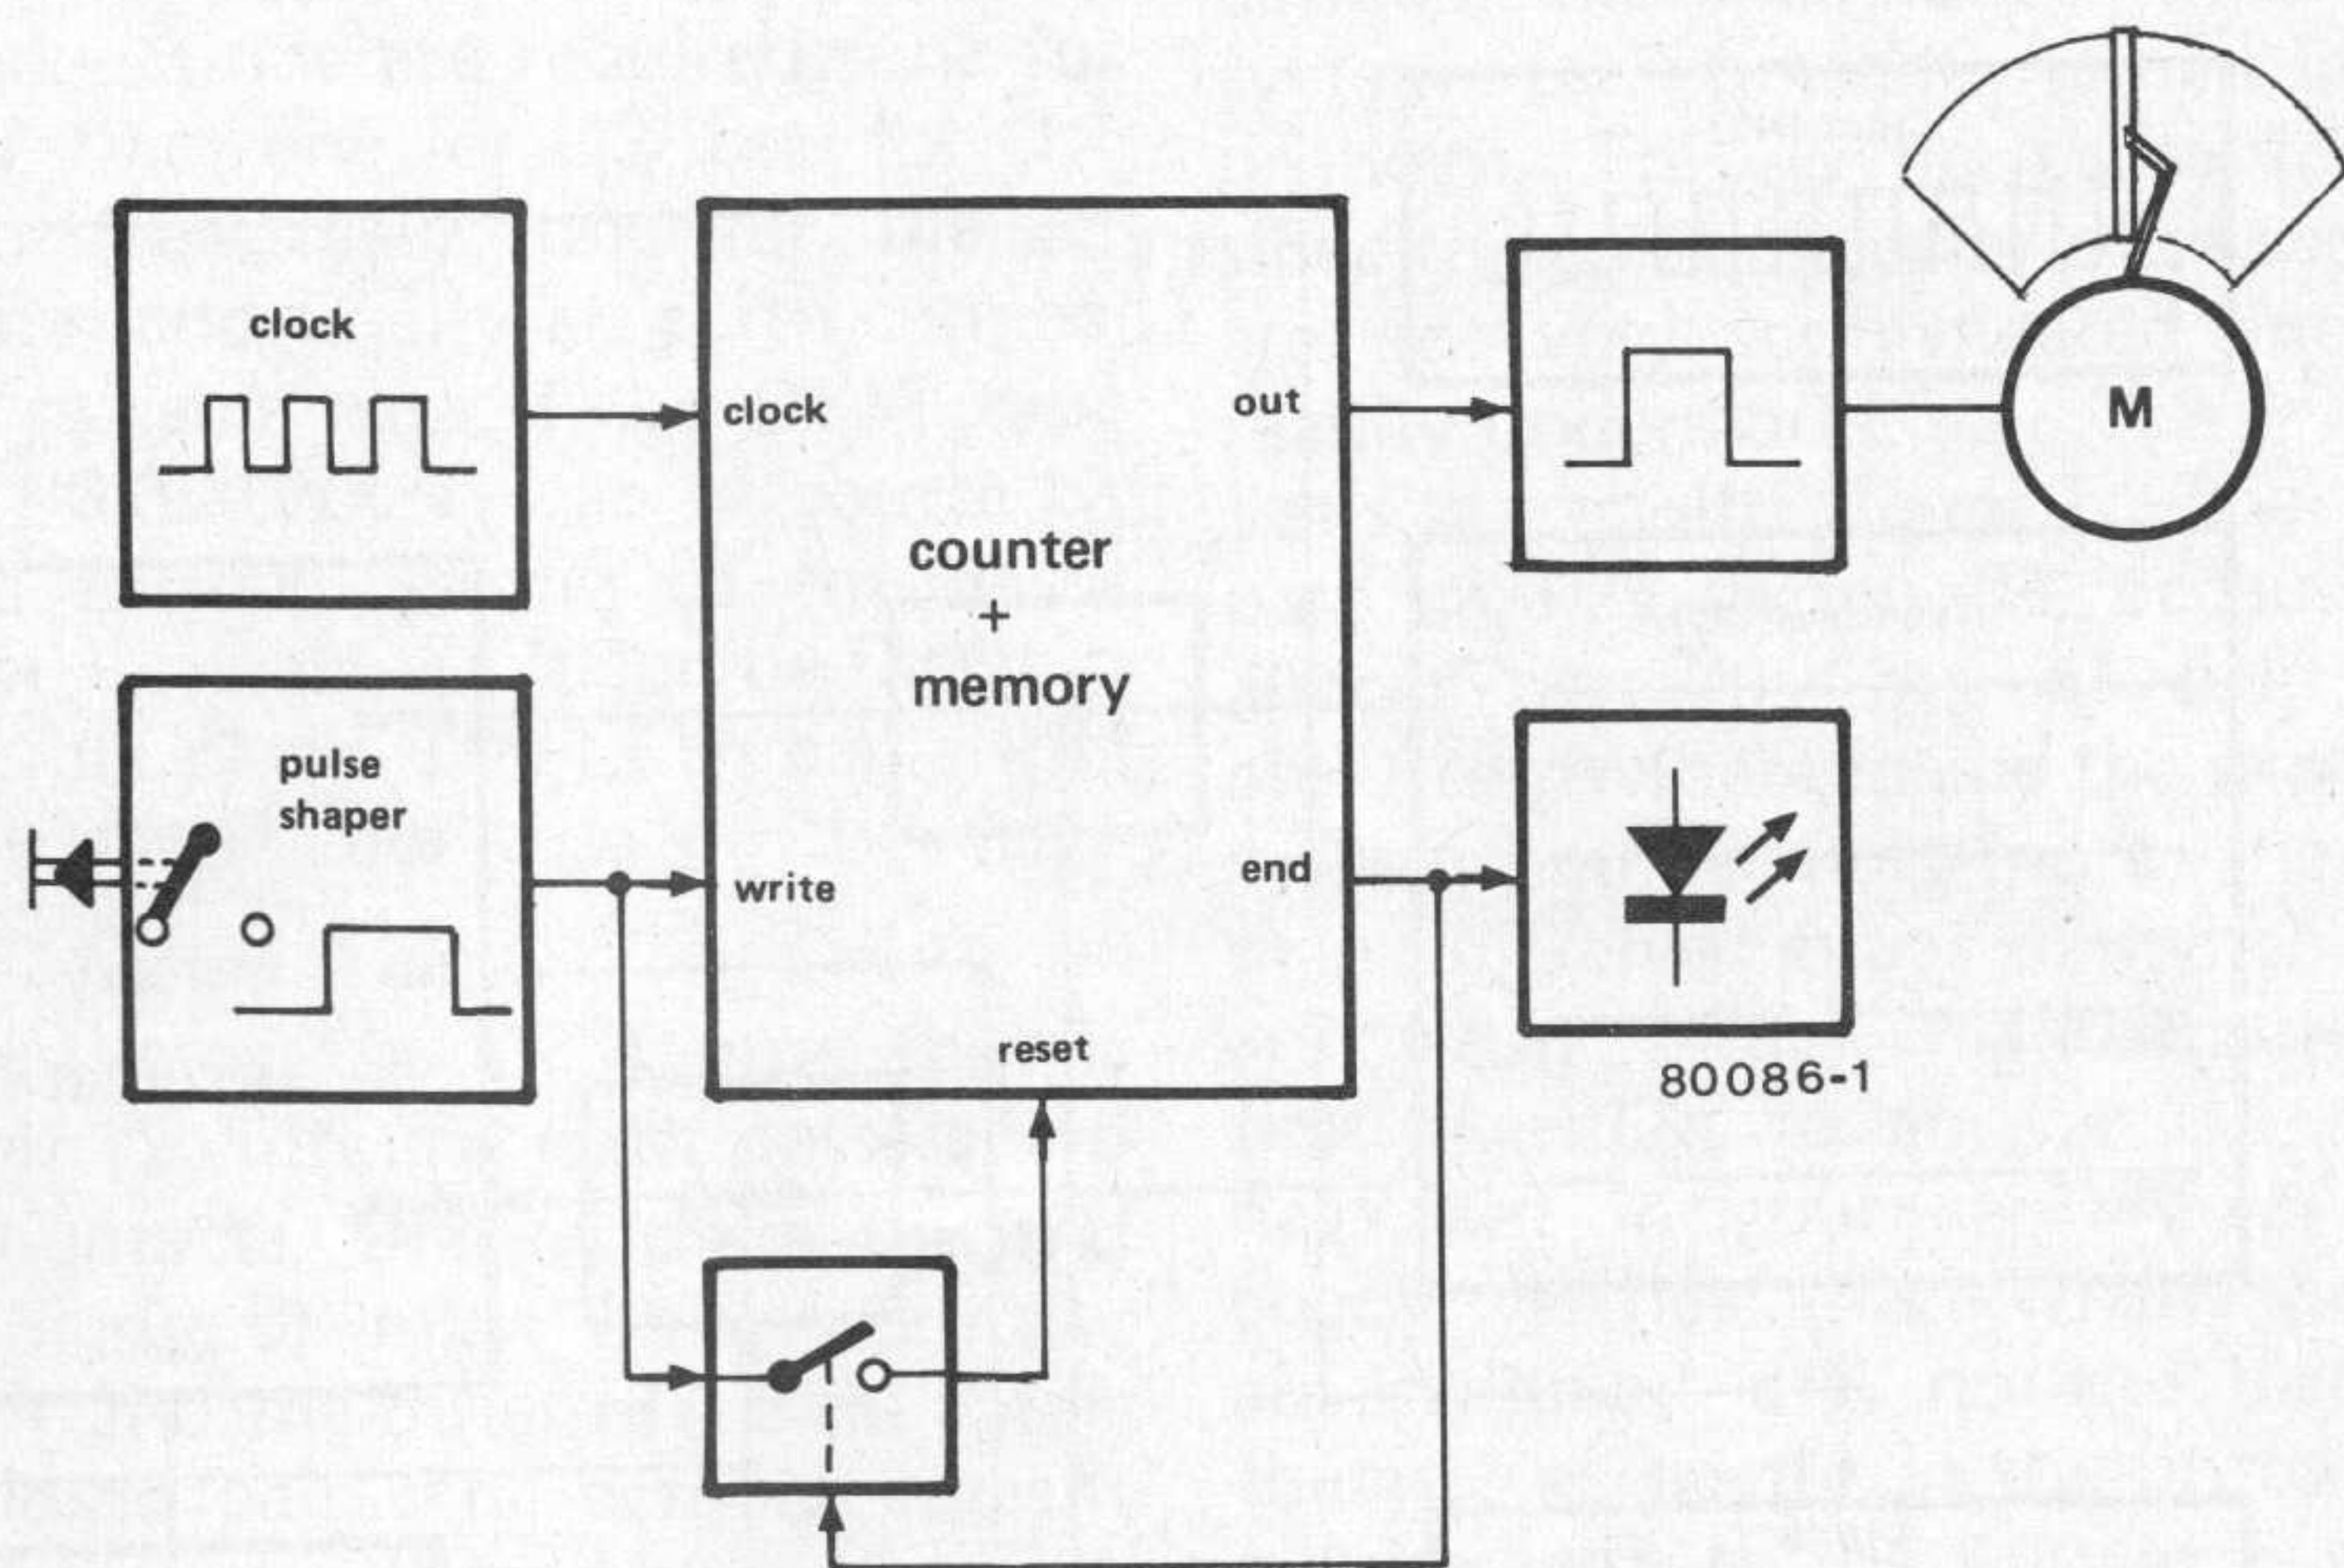 clock
clock
out
M
counter
+
memory
pulse
shaper
write
end
reset
80086-1